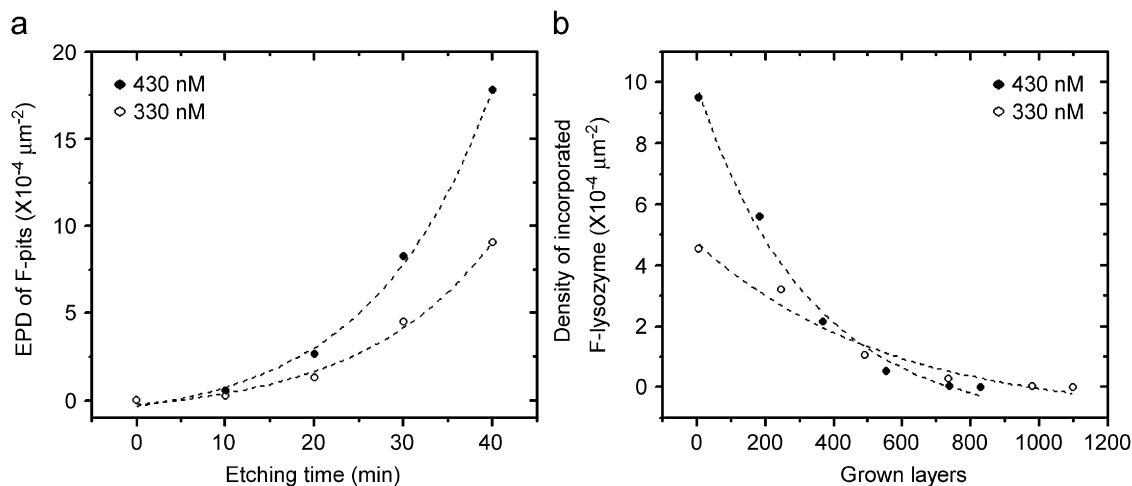 a
EPD of F-pits (X10⁻⁴ μm⁻²)
20
15
10
5
0
430 nM
330 nM
0 10 20 30 40
Etching time (min)
b
Density of incorporated
F-lysozyme (X10⁻⁴ μm⁻²)
10
8
6
4
2
0
430 nM
330 nM
0 200 400 600 800 1000 1200
Grown layers